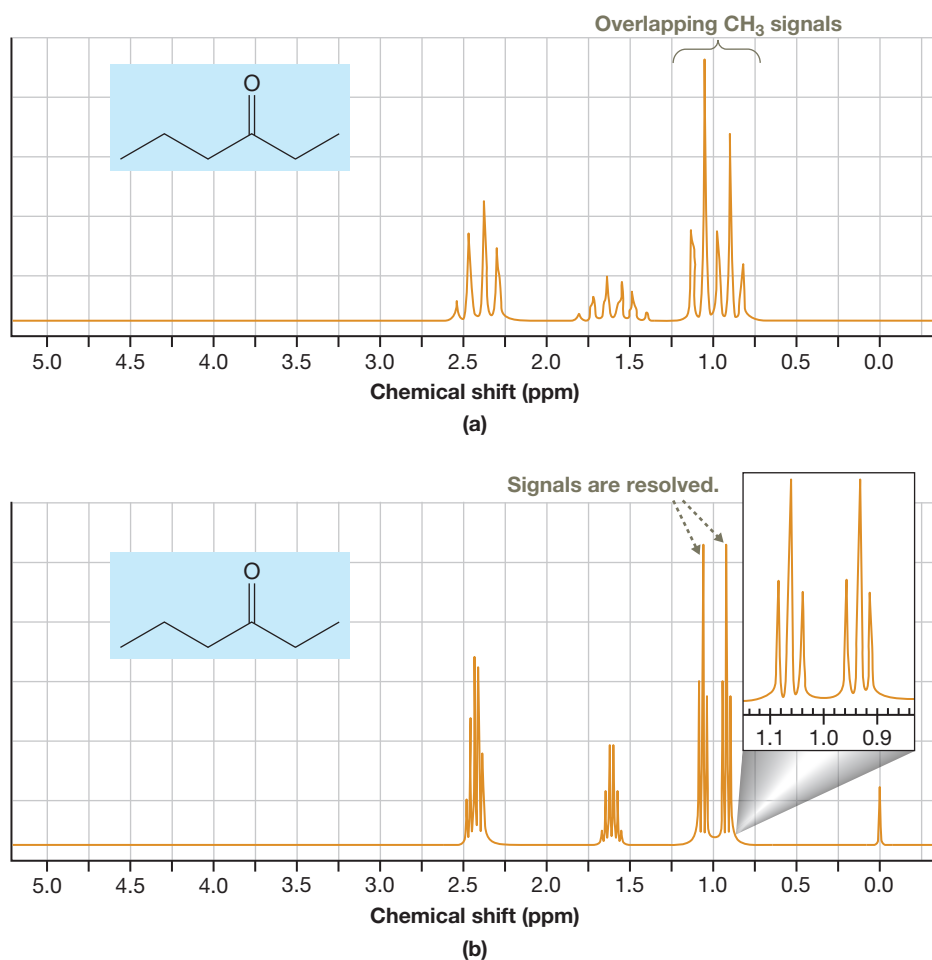 Overlapping CH₃ signals
O
5.0 4.5 4.0 3.5 3.0 2.5 2.0 1.5 1.0 0.5 0.0
Chemical shift (ppm)
(a)
Signals are resolved.
O
1.1 1.0 0.9
5.0 4.5 4.0 3.5 3.0 2.5 2.0 1.5 1.0 0.5 0.0
Chemical shift (ppm)
(b)